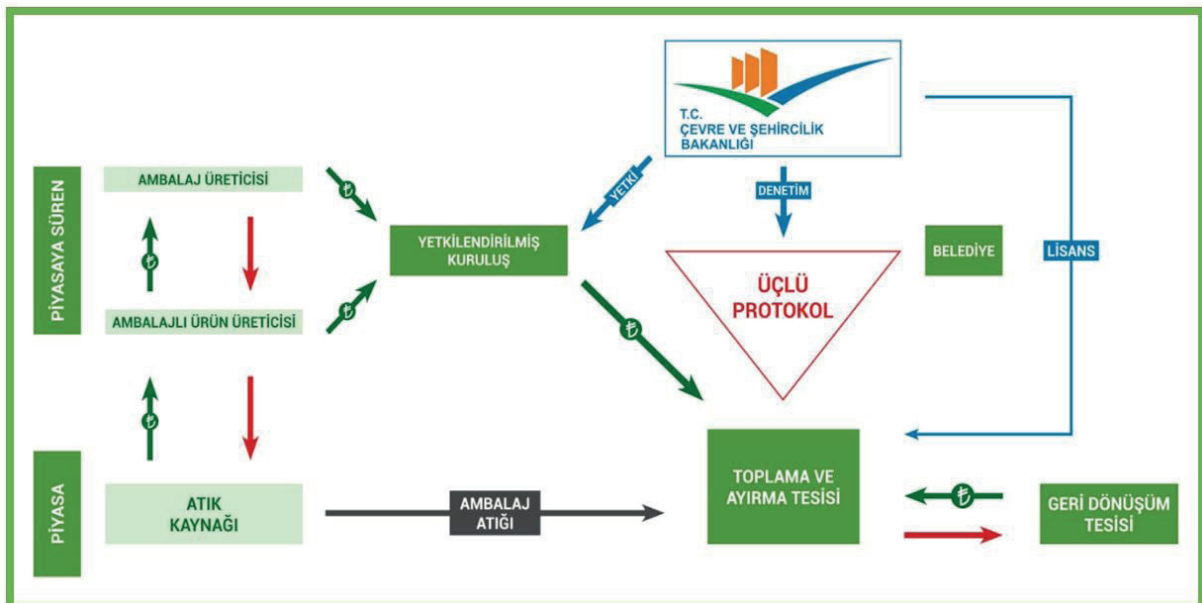 T.C.
ÇEVRE VE ŞEHİRCİLİK
BAKANLIĞI
PİYASAYA SÜREN
AMBALAJ ÜRETİCİSİ
₺
YETKİ
DENETİM
₺
YETKİLENDİRİLMİŞ
KURULUŞ
BELEDİYE
LİSANS
ÜÇLÜ
PROTOKOL
AMBALAJLI ÜRÜN ÜRETİCİSİ
₺
₺
₺
PİYASA
ATIK
KAYNAĞI
AMBALAJ
ATIĞI
TOPLAMA VE
AYIRMA TESİSİ
₺
GERİ DÖNÜŞÜM
TESİSİ